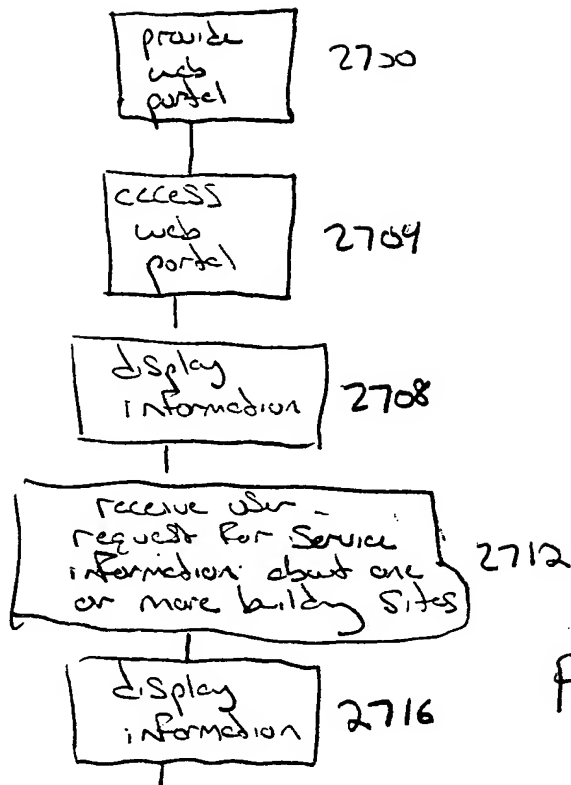 provide
web
portal
2700
access
web
portal
2704
display
information
2708
receive user
request for Service
information about one
or more building Sites
2712
display
information
2716
F